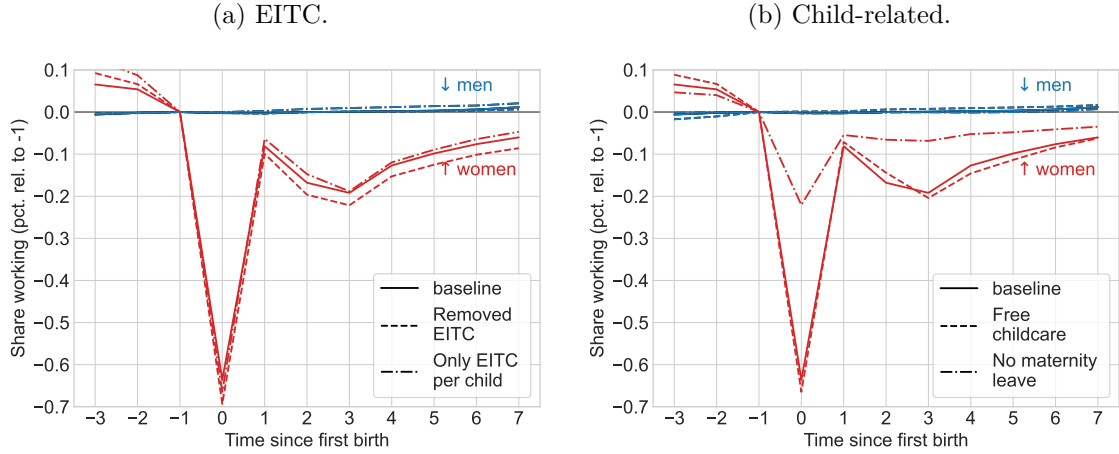 (a) EITC.
0.1
0.0
−0.1
−0.2
−0.3
−0.4
−0.5
−0.6
−0.7
Share working (pct. rel. to -1)
↓ men
↑ women
baseline
Removed
EITC
Only EITC
per child
−3 −2 −1 0 1 2 3 4 5 6 7
Time since first birth
(b) Child-related.
0.1
0.0
−0.1
−0.2
−0.3
−0.4
−0.5
−0.6
−0.7
Share working (pct. rel. to -1)
↓ men
↑ women
baseline
Free
childcare
No maternity
leave
−3 −2 −1 0 1 2 3 4 5 6 7
Time since first birth